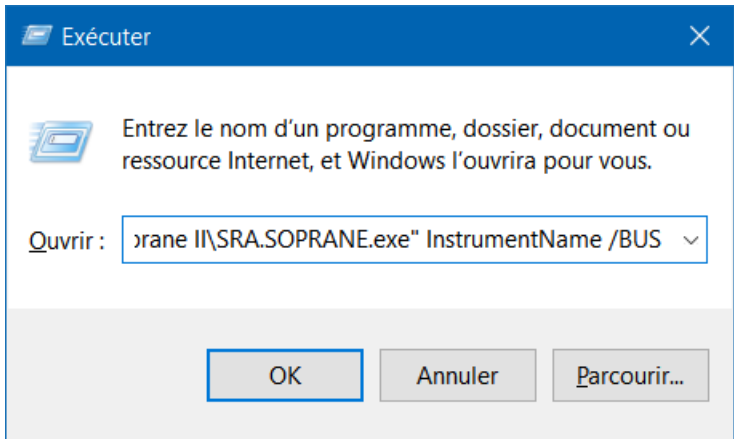 Exécuter
Entrez le nom d'un programme, dossier, document ou
ressource Internet, et Windows l'ouvrira pour vous.
Ouvrir : prane II\SRA.SOPRANE.exe" InstrumentName /BUS
OK Annuler Parcourir...